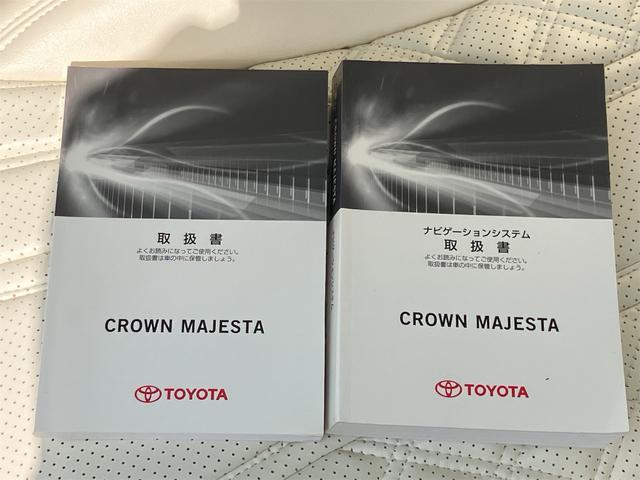 取扱書
よくお読みになってご使用ください。
取扱書は車の中に保管しましょう。
CROWN MAJESTA
TOYOTA
ナビゲーションシステム
取扱書
よくお読みになってご使用ください。
取扱書は車の中に保管しましょう。
CROWN MAJESTA
TOYOTA